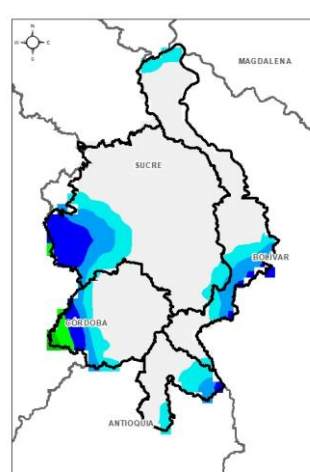 N
W E
S
MAGDALENA
SUCRE
BOLIVAR
CORDOBA
ANTIOQUIA